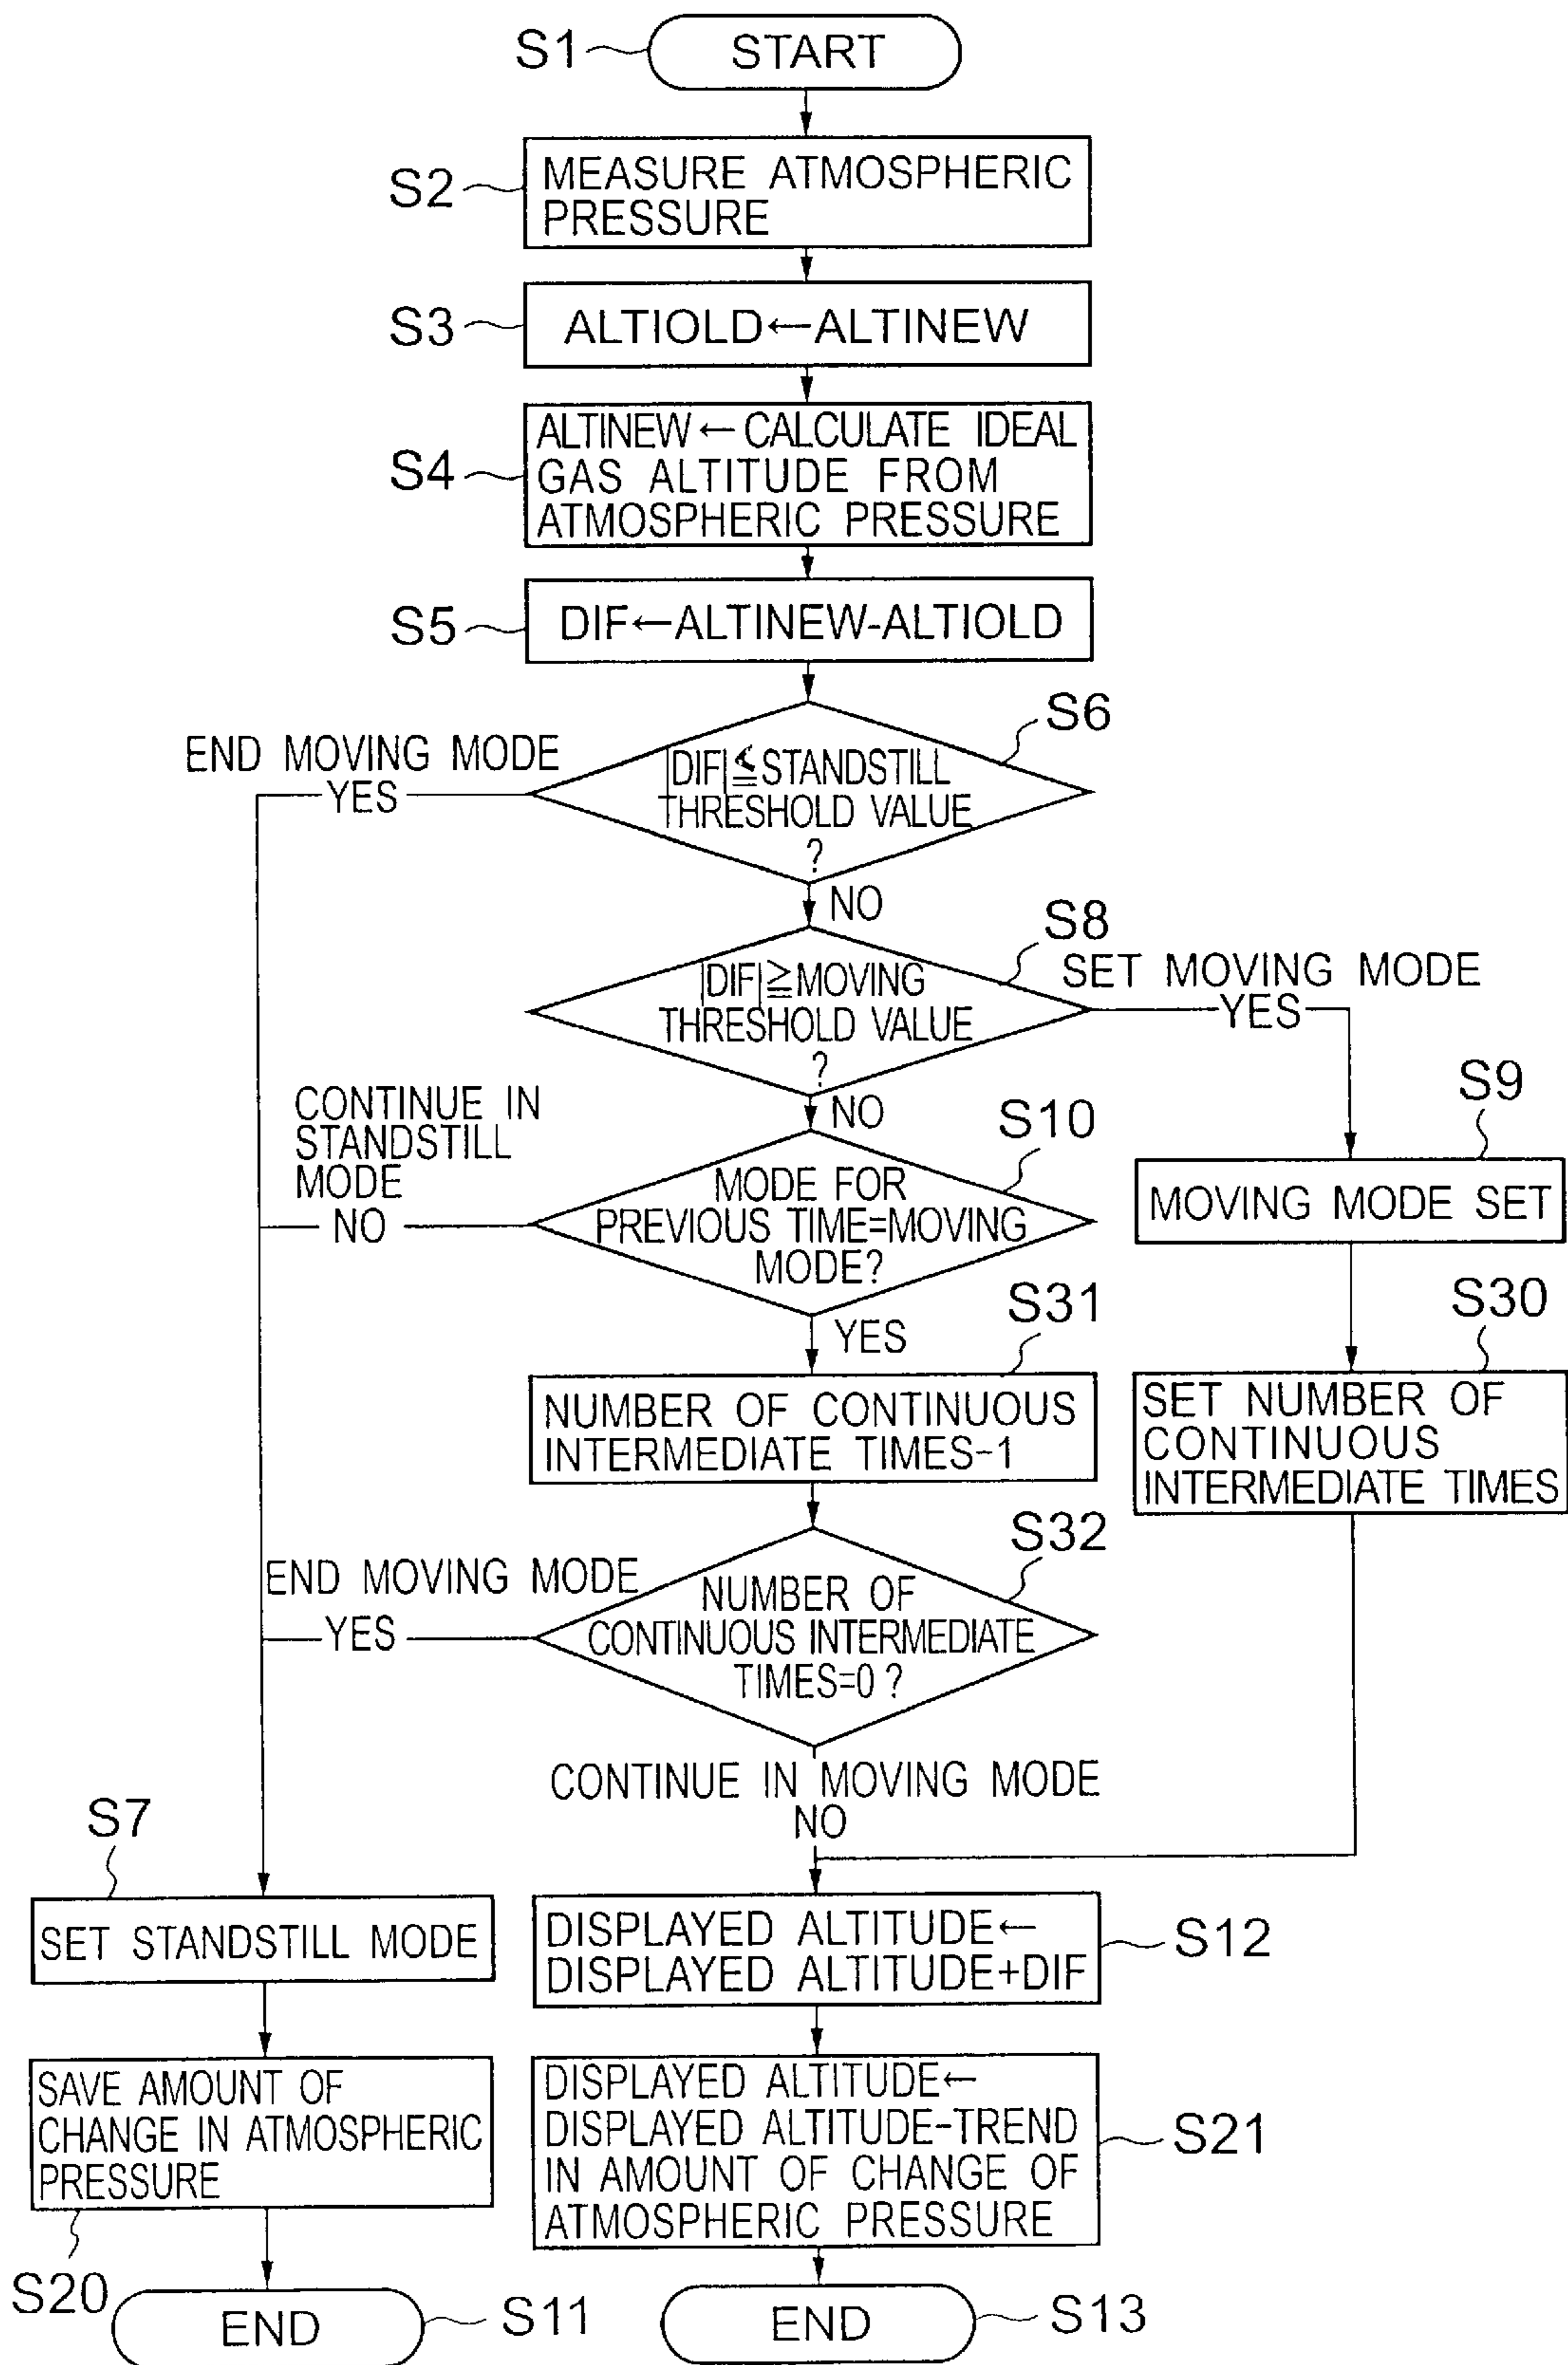 S1
START
S2
MEASURE ATMOSPHERIC
PRESSURE
S3
ALTIOLD←ALTINEW
S4
ALTINEW←CALCULATE IDEAL
GAS ALTITUDE FROM
ATMOSPHERIC PRESSURE
S5
DIF←ALTINEW-ALTIOLD
S6
END MOVING MODE
YES
|DIF|≦STANDSTILL
THRESHOLD VALUE
?
NO
S8
|DIF|≧MOVING
THRESHOLD VALUE
?
SET MOVING MODE
YES
NO
S9
MOVING MODE SET
S10
CONTINUE IN
STANDSTILL
MODE
NO
MODE FOR
PREVIOUS TIME=MOVING
MODE?
YES
S31
NUMBER OF CONTINUOUS
INTERMEDIATE TIMES-1
S30
SET NUMBER OF
CONTINUOUS
INTERMEDIATE TIMES
S32
END MOVING MODE
YES
NUMBER OF
CONTINUOUS INTERMEDIATE
TIMES=0?
CONTINUE IN MOVING MODE
NO
S7
SET STANDSTILL MODE
DISPLAYED ALTITUDE←
DISPLAYED ALTITUDE+DIF
S12
SAVE AMOUNT OF
CHANGE IN ATMOSPHERIC
PRESSURE
S20
DISPLAYED ALTITUDE←
DISPLAYED ALTITUDE-TREND
IN AMOUNT OF CHANGE OF
ATMOSPHERIC PRESSURE
S21
END
S11
END
S13